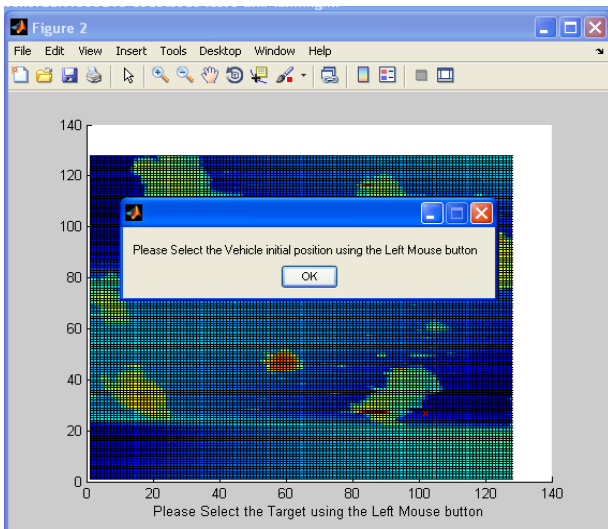 Figure 2
File Edit View Insert Tools Desktop Window Help
140
120
100
80
60
40
20
0
Please Select the Vehicle initial position using the Left Mouse button
OK
0 20 40 60 80 100 120 140
Please Select the Target using the Left Mouse button